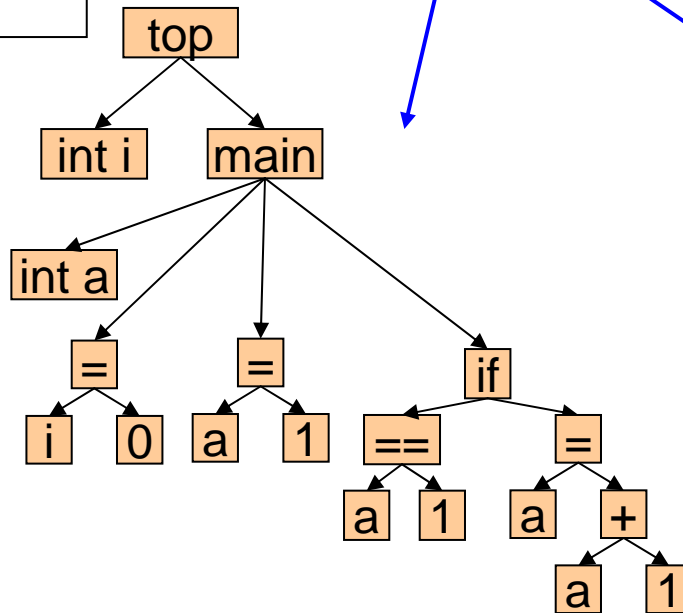 top
int i
main
int a
=
=
if
i
0
a
1
==
=
a
1
a
+
a
1